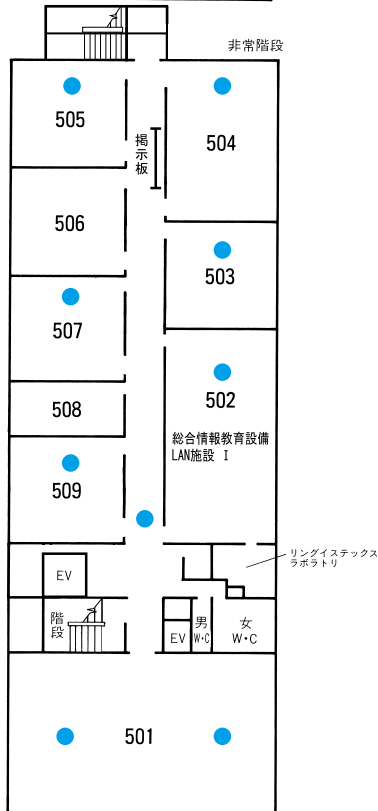 非常階段
505
掲示板
504
506
503
507
502
508
総合情報教育設備
LAN施設 Ⅰ
509
リングイステックス
ラボラトリ
EV
階段
EV
男
W·C
女
W·C
501